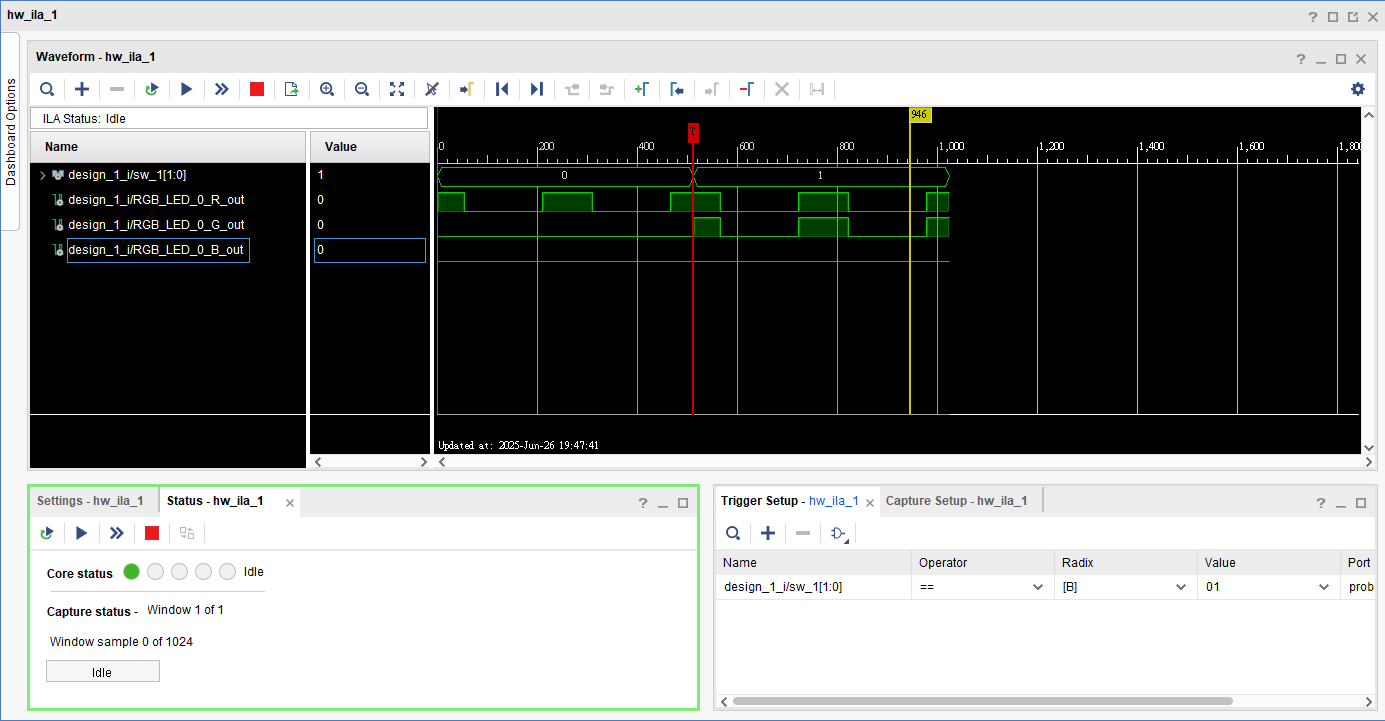 hw_ila_1
Dashboard Options
Waveform - hw_ila_1
ILA Status: Idle
Name
Value
design_1_i/sw_1[1:0]
1
design_1_i/RGB_LED_0_R_out
0
design_1_i/RGB_LED_0_G_out
0
design_1_i/RGB_LED_0_B_out
0
946
T
0 200 400 600 800 1,000 1,200 1,400 1,600 1,800
0 1
Updated at: 2025-Jun-26 19:47:41
Settings - hw_ila_1
Status - hw_ila_1
Core status Idle
Capture status - Window 1 of 1
Window sample 0 of 1024
Idle
Trigger Setup - hw_ila_1
Capture Setup - hw_ila_1
Name Operator Radix Value Port
design_1_i/sw_1[1:0] == [B] 01 prob